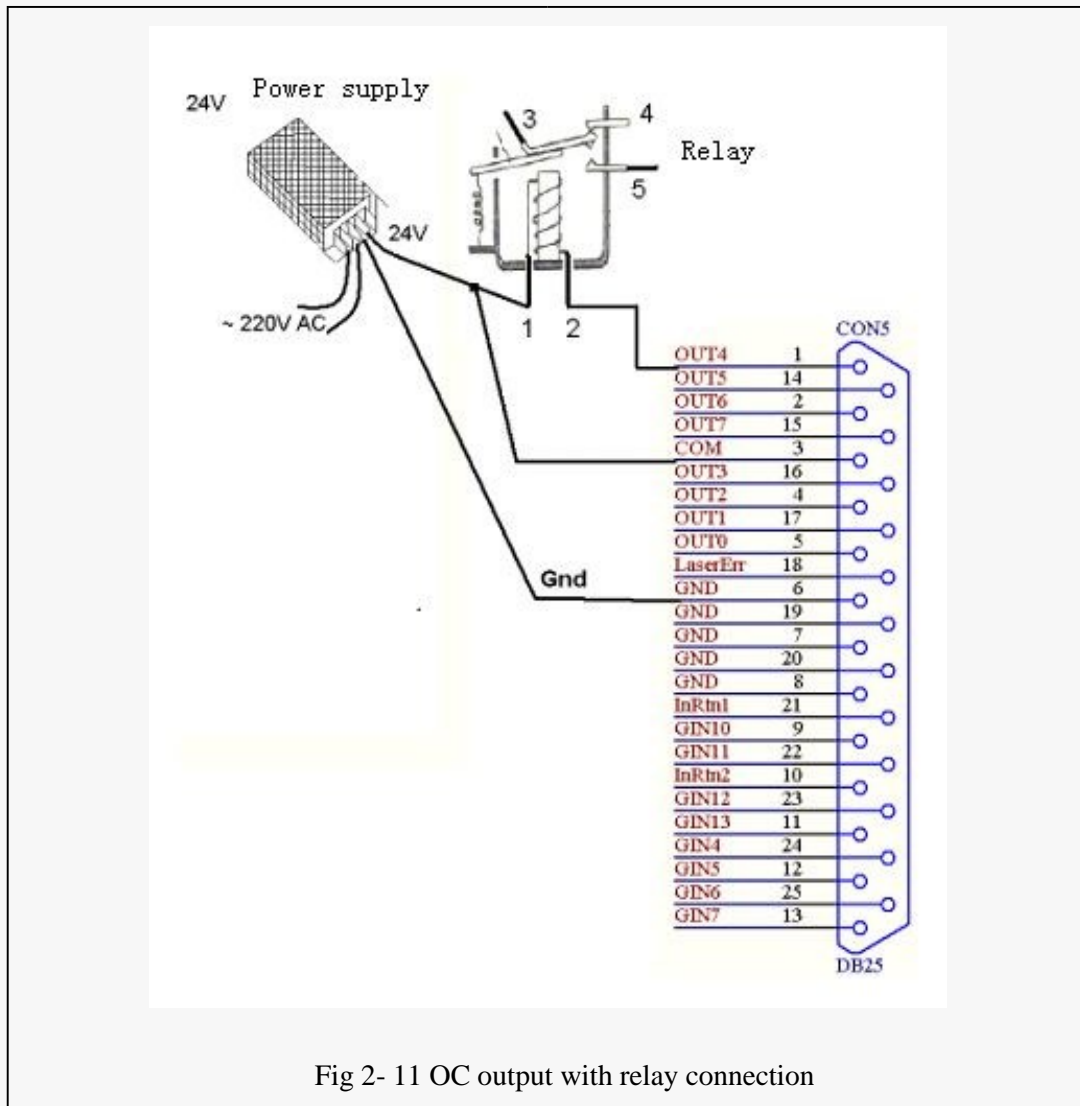 24V Power supply
3 4
Relay
5
24V
~ 220V AC
1 2
CON5
OUT4 1
OUT5 14
OUT6 2
OUT7 15
COM 3
OUT3 16
OUT2 4
OUT1 17
OUT0 5
LaserErr 18
Gnd
GND 6
GND 19
GND 7
GND 20
GND 8
InRtn1 21
GIN10 9
GIN11 22
InRtn2 10
GIN12 23
GIN13 11
GIN4 24
GIN5 12
GIN6 25
GIN7 13
DB25
Fig 2- 11 OC output with relay connection